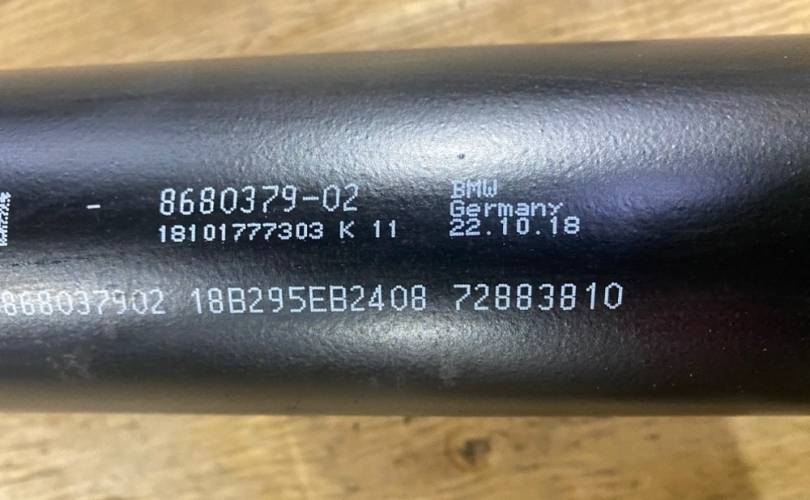 - 8680379-02
18101777303 K 11
BMW
Germany
22.10.18
868037902 18B295EB2408 72883810